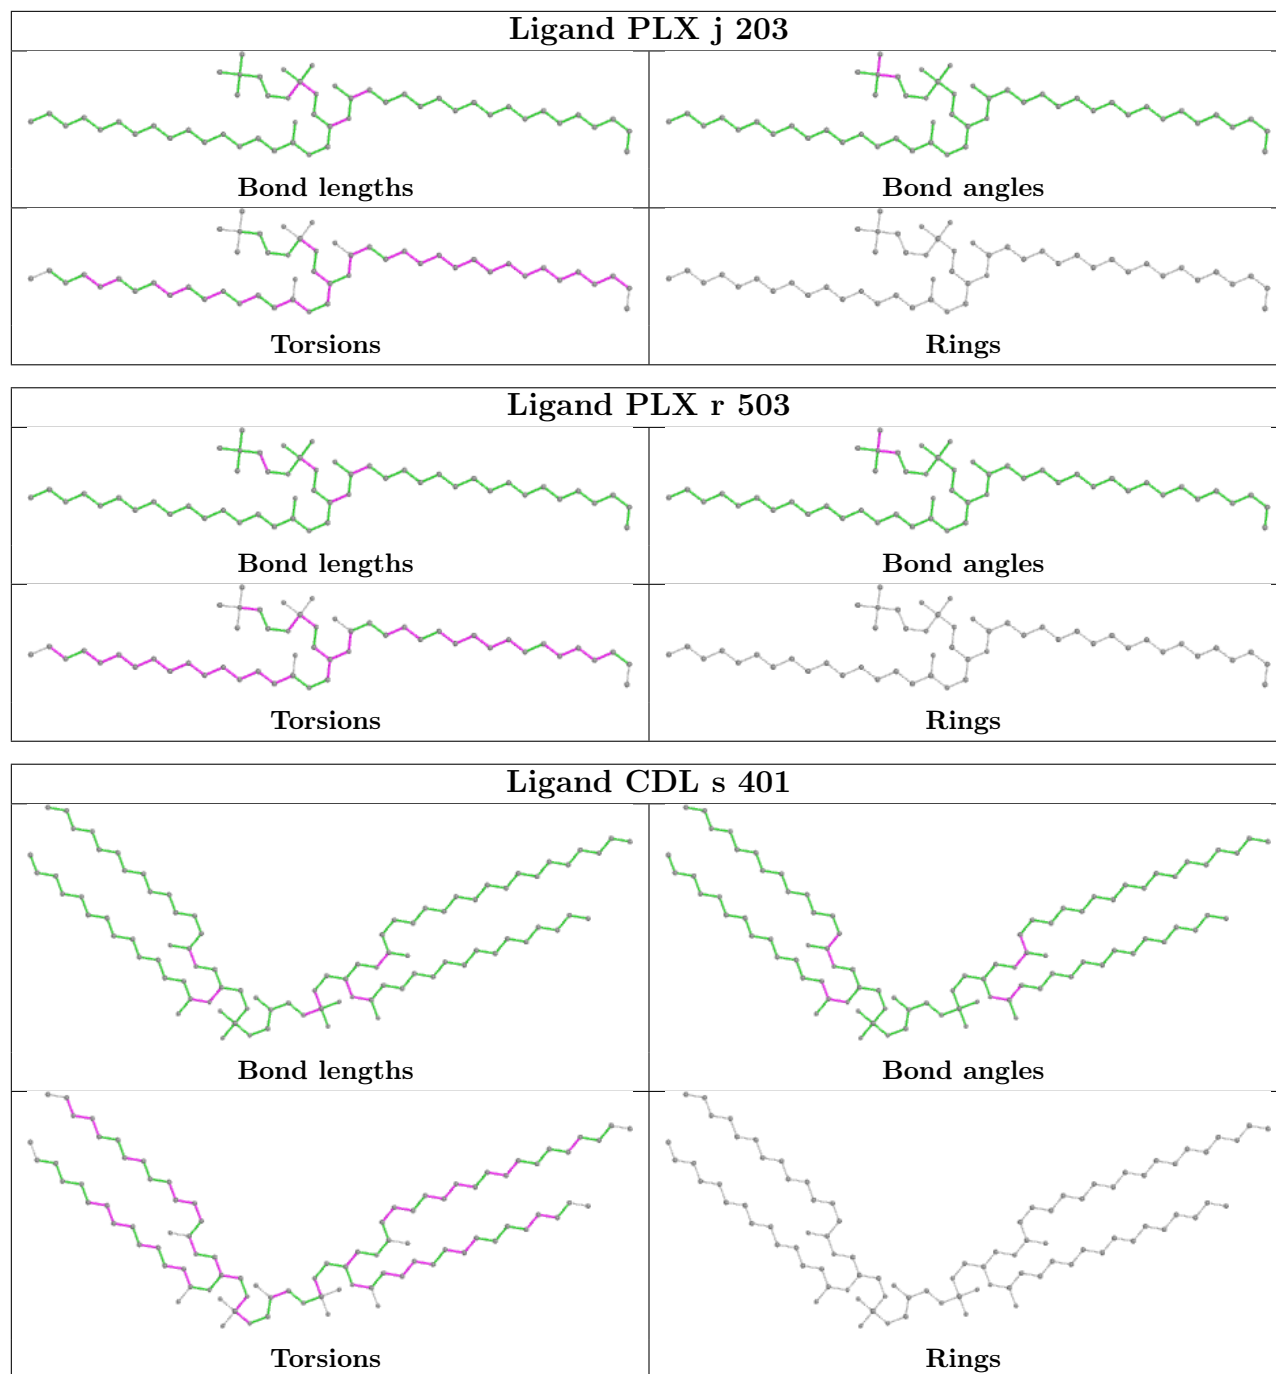 Ligand PLX j 203
Bond lengths
Bond angles
Torsions
Rings
Ligand PLX r 503
Bond lengths
Bond angles
Torsions
Rings
Ligand CDL s 401
Bond lengths
Bond angles
Torsions
Rings